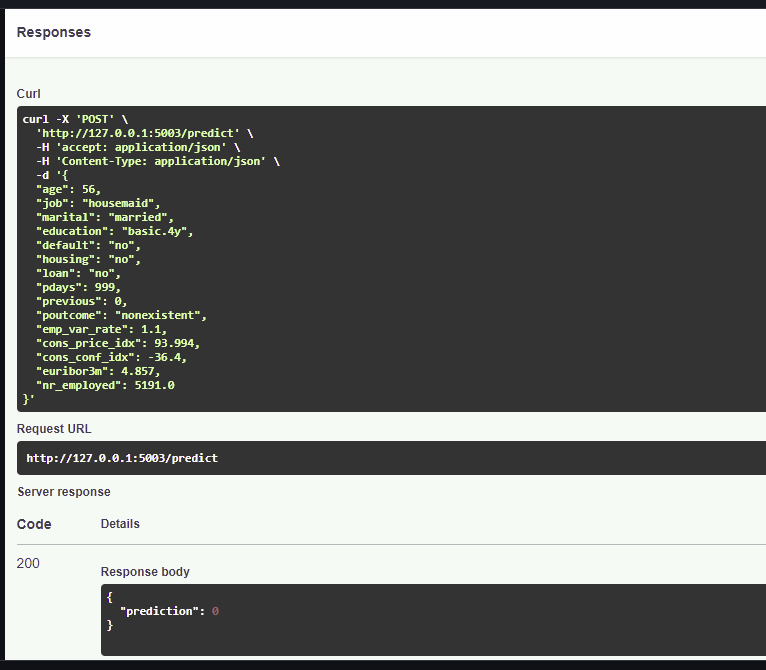 Responses
Curl
curl -X 'POST' \
  'http://127.0.0.1:5003/predict' \
  -H 'accept: application/json' \
  -H 'Content-Type: application/json' \
  -d '{
  "age": 56,
  "job": "housemaid",
  "marital": "married",
  "education": "basic.4y",
  "default": "no",
  "housing": "no",
  "loan": "no",
  "pdays": 999,
  "previous": 0,
  "poutcome": "nonexistent",
  "emp_var_rate": 1.1,
  "cons_price_idx": 93.994,
  "cons_conf_idx": -36.4,
  "euribor3m": 4.857,
  "nr_employed": 5191.0
}'
Request URL
http://127.0.0.1:5003/predict
Server response
Code Details
200
Response body
{
  "prediction": 0
}